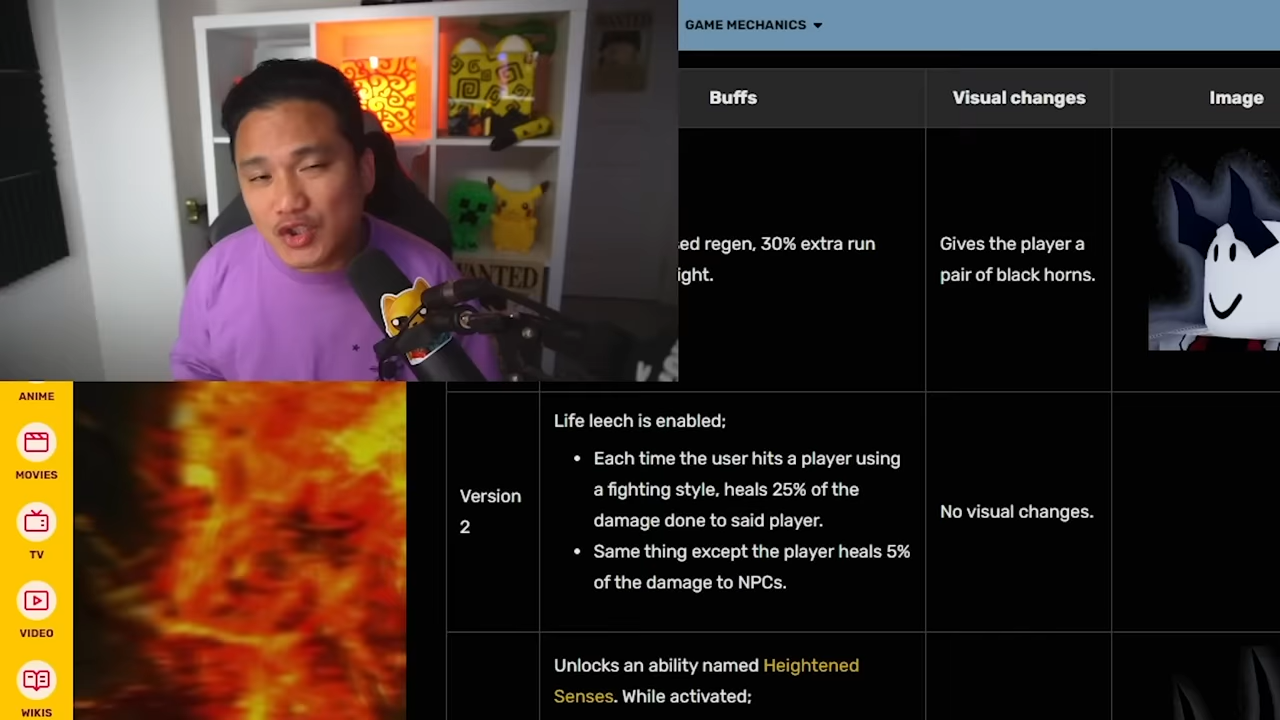 GAME MECHANICS
Buffs
Visual changes
Image
regen, 30% extra run
Gives the player a
pair of black horns.
WANTED
ANIME
MOVIES
TV
VIDEO
WIKIS
Version
2
Life leech is enabled;
• Each time the user hits a player using
a fighting style, heals 25% of the
damage done to said player.
• Same thing except the player heals 5%
of the damage to NPCs.
No visual changes.
Unlocks an ability named Heightened
Senses. While activated;